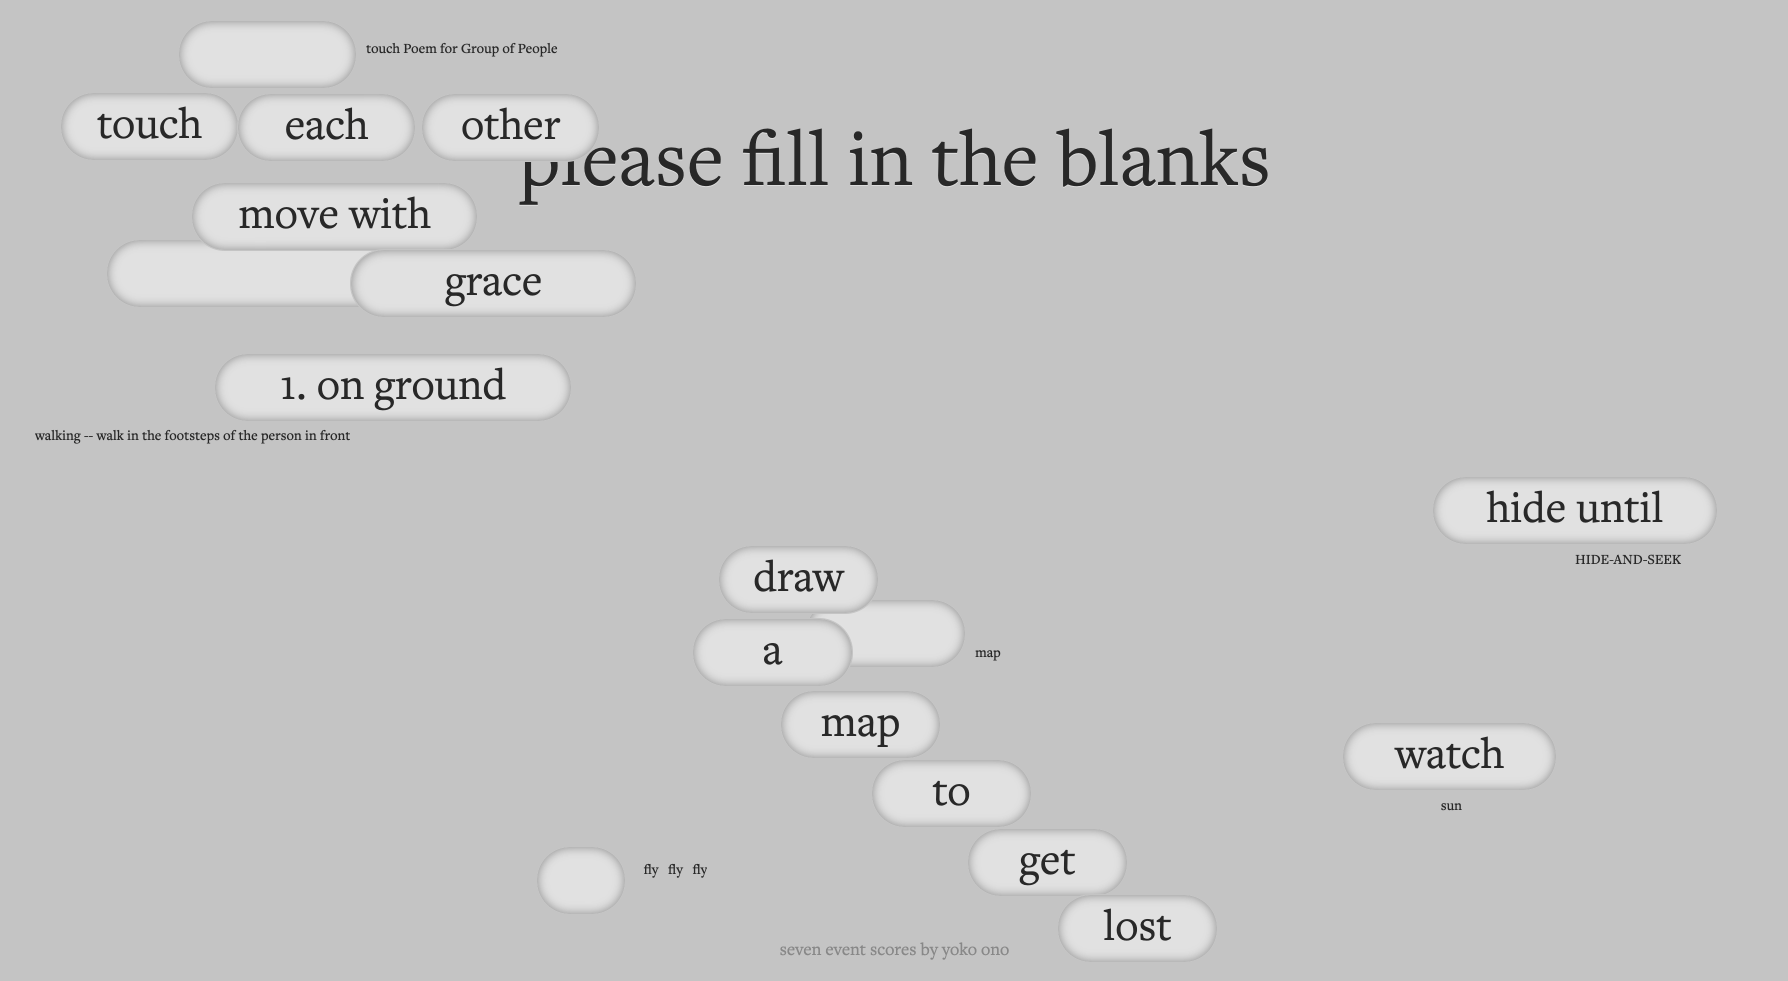 touch Poem for Group of People
touch each other
please fill in the blanks
move with
grace
1. on ground
walking -- walk in the footsteps of the person in front
hide until
HIDE-AND-SEEK
draw
a
map
map
to
watch
sun
get
fly fly fly
lost
seven event scores by yoko ono